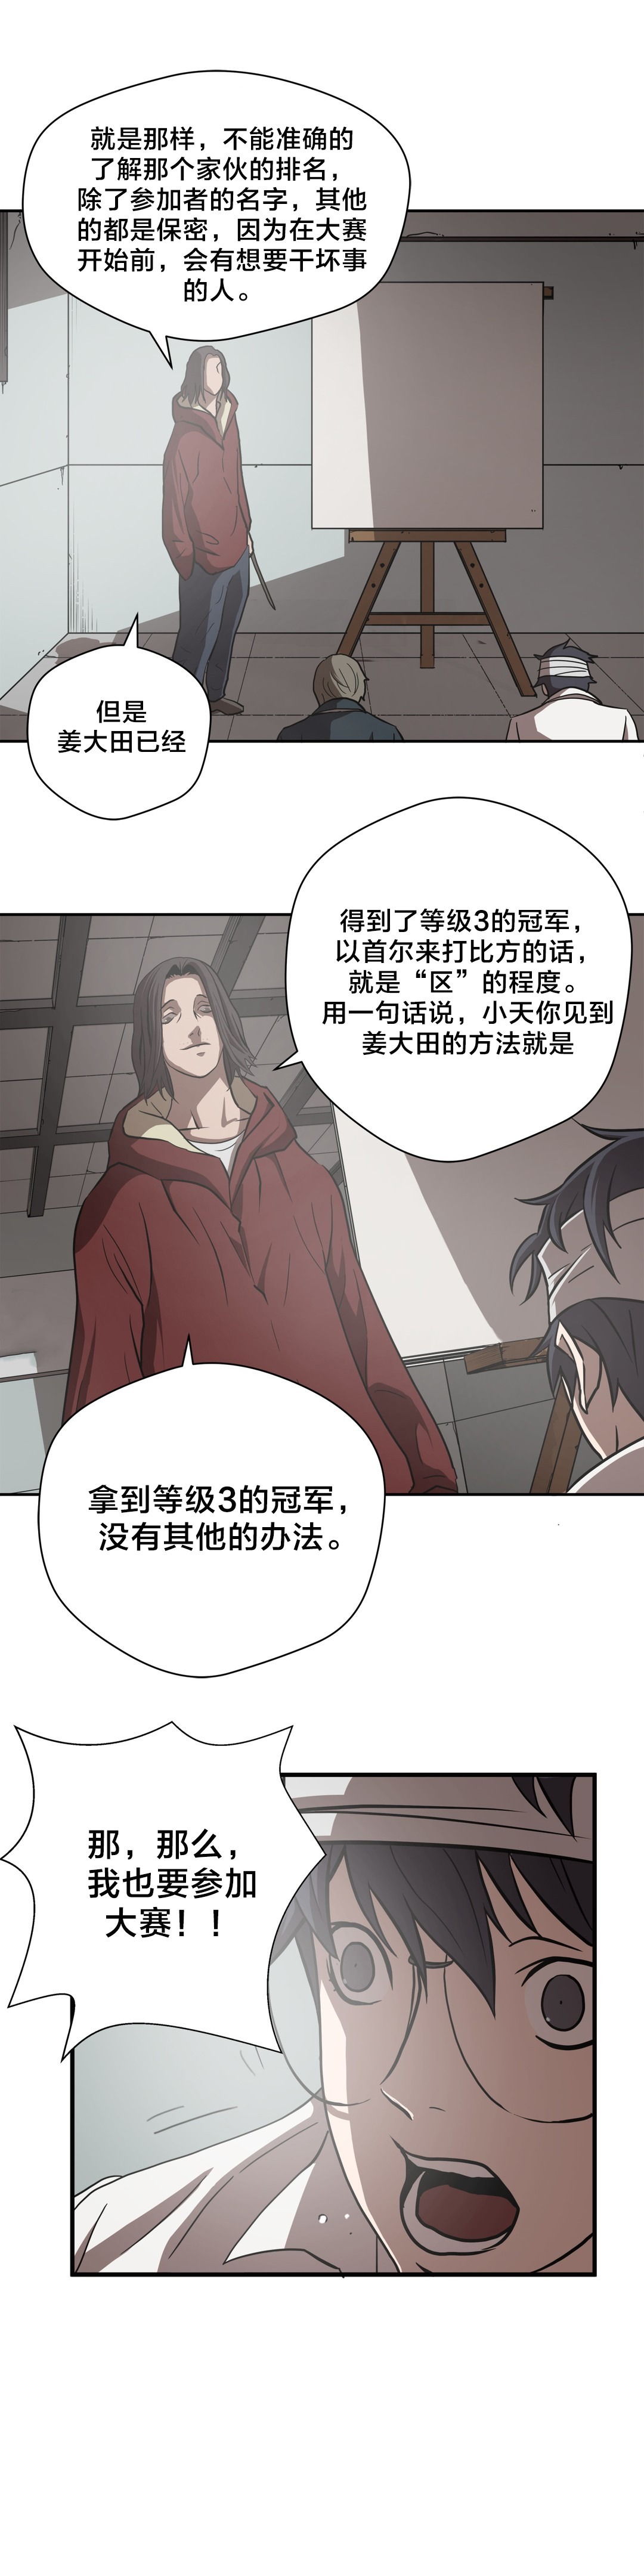 就是那样，不能准确的
了解那个家伙的排名，
除了参加者的名字，其他
的都是保密，因为在大赛
开始前，会有想要干坏事
的人。
但是
姜大田已经
得到了等级3的冠军，
以首尔来打比方的话，
就是“区”的程度。
用一句话说，小天你见到
姜大田的方法就是
拿到等级3的冠军，
没有其他的办法。
那，那么，
我也要参加
大赛！！